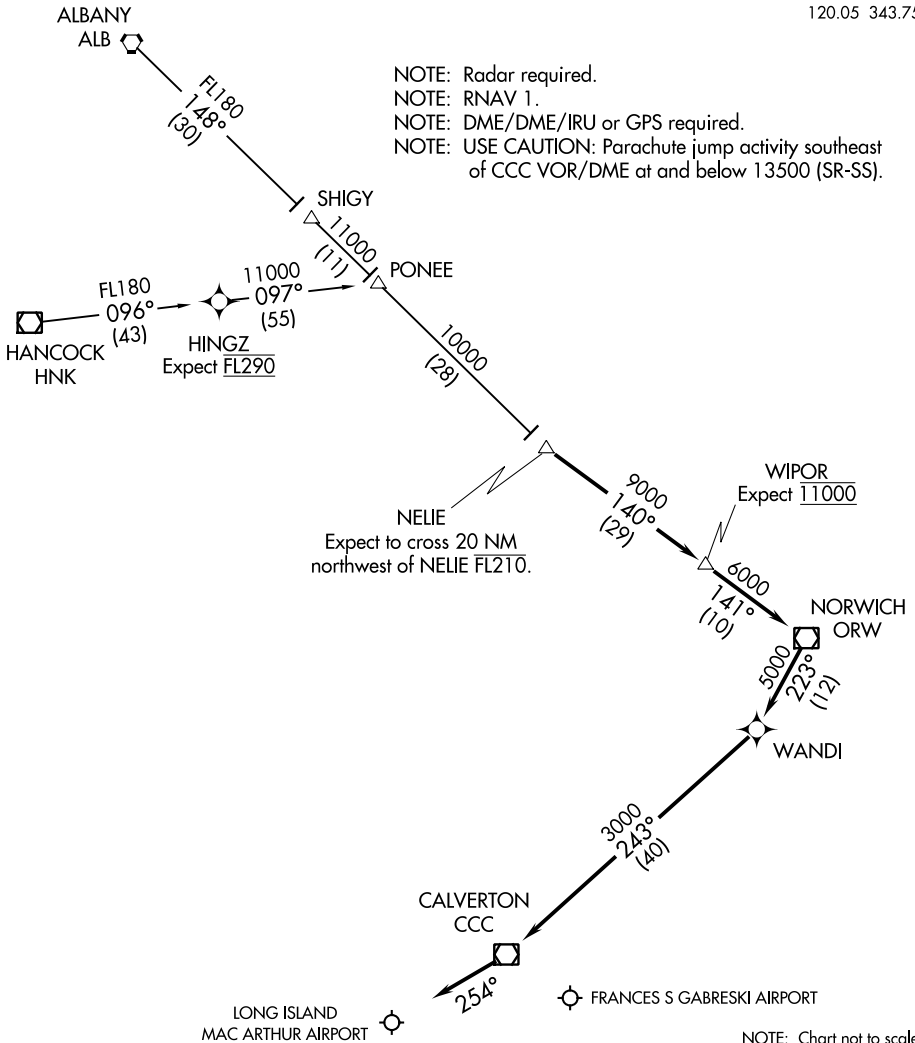 ALBANY
ALB
120.05 343.75
NOTE: Radar required.
NOTE: RNAV 1.
NOTE: DME/DME/IRU or GPS required.
NOTE: USE CAUTION: Parachute jump activity southeast
of CCC VOR/DME at and below 13500 (SR-SS).
FL180
148°
(30)
SHIGY
11000
(11)
PONEE
FL180
096°
(43)
11000
097°
(55)
HANCOCK
HNK
HINGZ
Expect FL290
10000
(28)
NELIE
Expect to cross 20 NM
northwest of NELIE FL210.
9000
140°
(29)
WIPOR
Expect 11000
6000
141°
(10)
NORWICH
ORW
5000
223°
(12)
WANDI
3000
243°
(40)
CALVERTON
CCC
254°
FRANCES S GABRESKI AIRPORT
LONG ISLAND
MAC ARTHUR AIRPORT
NOTE: Chart not to scale